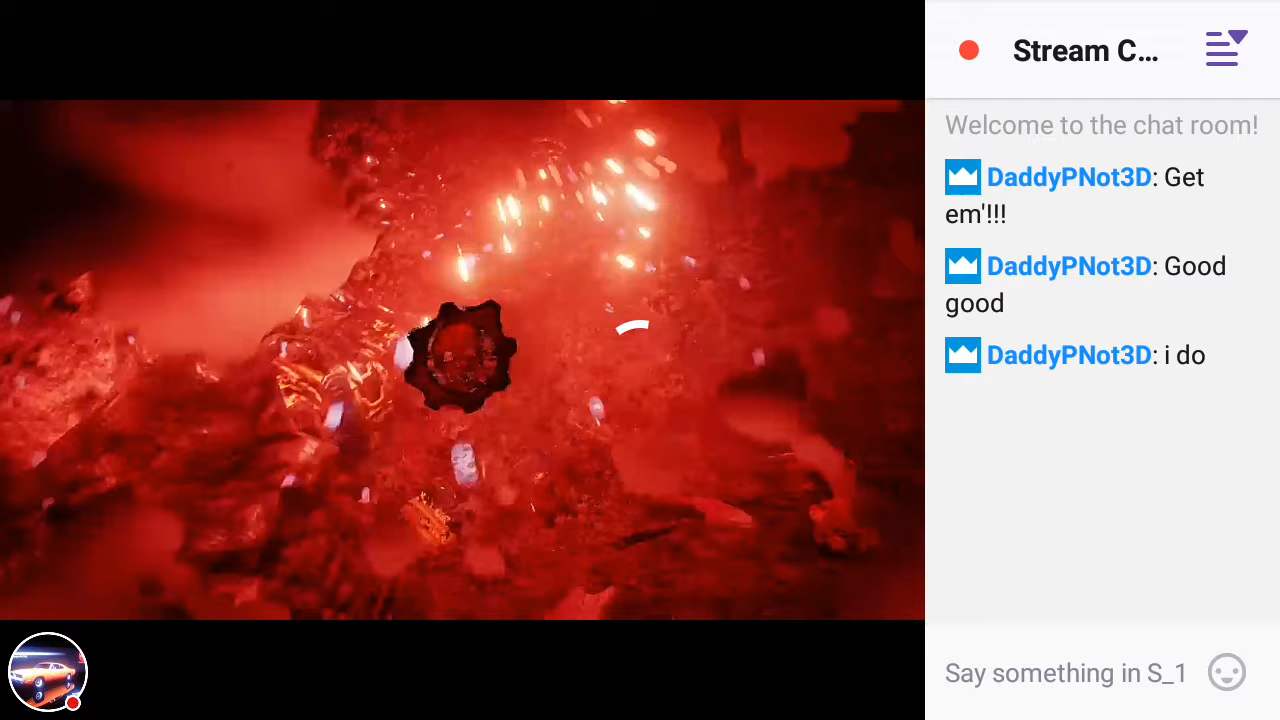 Stream C...
Welcome to the chat room!
DaddyPNot3D: Get
em'!!!
DaddyPNot3D: Good
good
DaddyPNot3D: i do
Say something in S_1